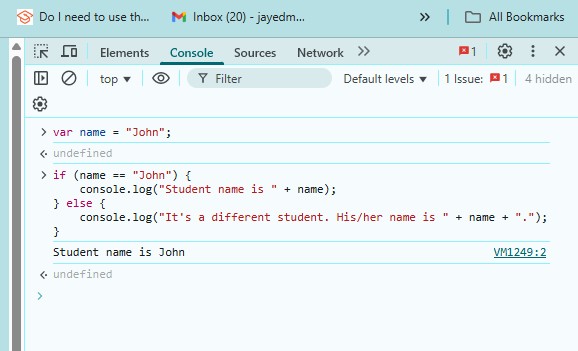 Do I need to use th...
Inbox (20) - jayedm...
All Bookmarks
Elements Console Sources Network 1
top Filter Default levels 1 Issue: 1 4 hidden
var name = "John";
undefined
if (name == "John") {
console.log("Student name is " + name);
} else {
console.log("It's a different student. His/her name is " + name + ".");
}
Student name is John VM1249:2
undefined